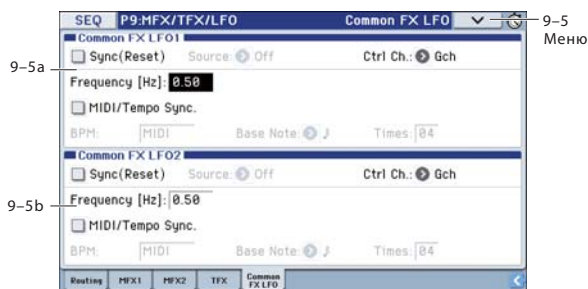 SEQ P9:MFX/TFX/LFO Common FX LFO
9–5
Меню
Common FX LFO1
Sync(Reset) Source: Off Ctrl Ch.: Gch
9–5a
Frequency [Hz]: 0.50
MIDI/Tempo Sync.
BPM: MIDI Base Note: ♪ Times: 04
Common FX LFO2
Sync(Reset) Source: Off Ctrl Ch.: Gch
9–5b
Frequency [Hz]: 0.50
MIDI/Tempo Sync.
BPM: MIDI Base Note: ♪ Times: 04
Routing MFX1 MFX2 TFX Common FX LFO